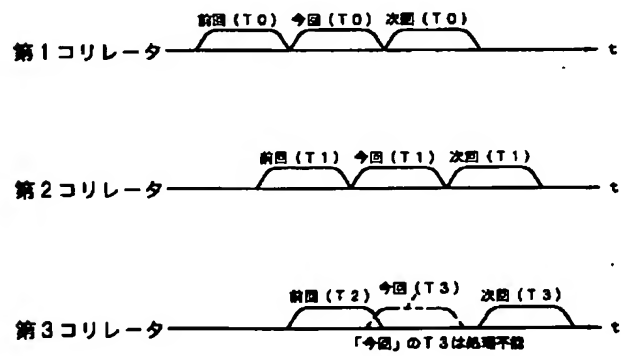 前回(T0) 今回(T0) 次回(T0)
第1コリレータ t
前回(T1) 今回(T1) 次回(T1)
第2コリレータ t
前回(T2) 今回(T3) 次回(T3)
第3コリレータ t
「今回」のT3は処理不能